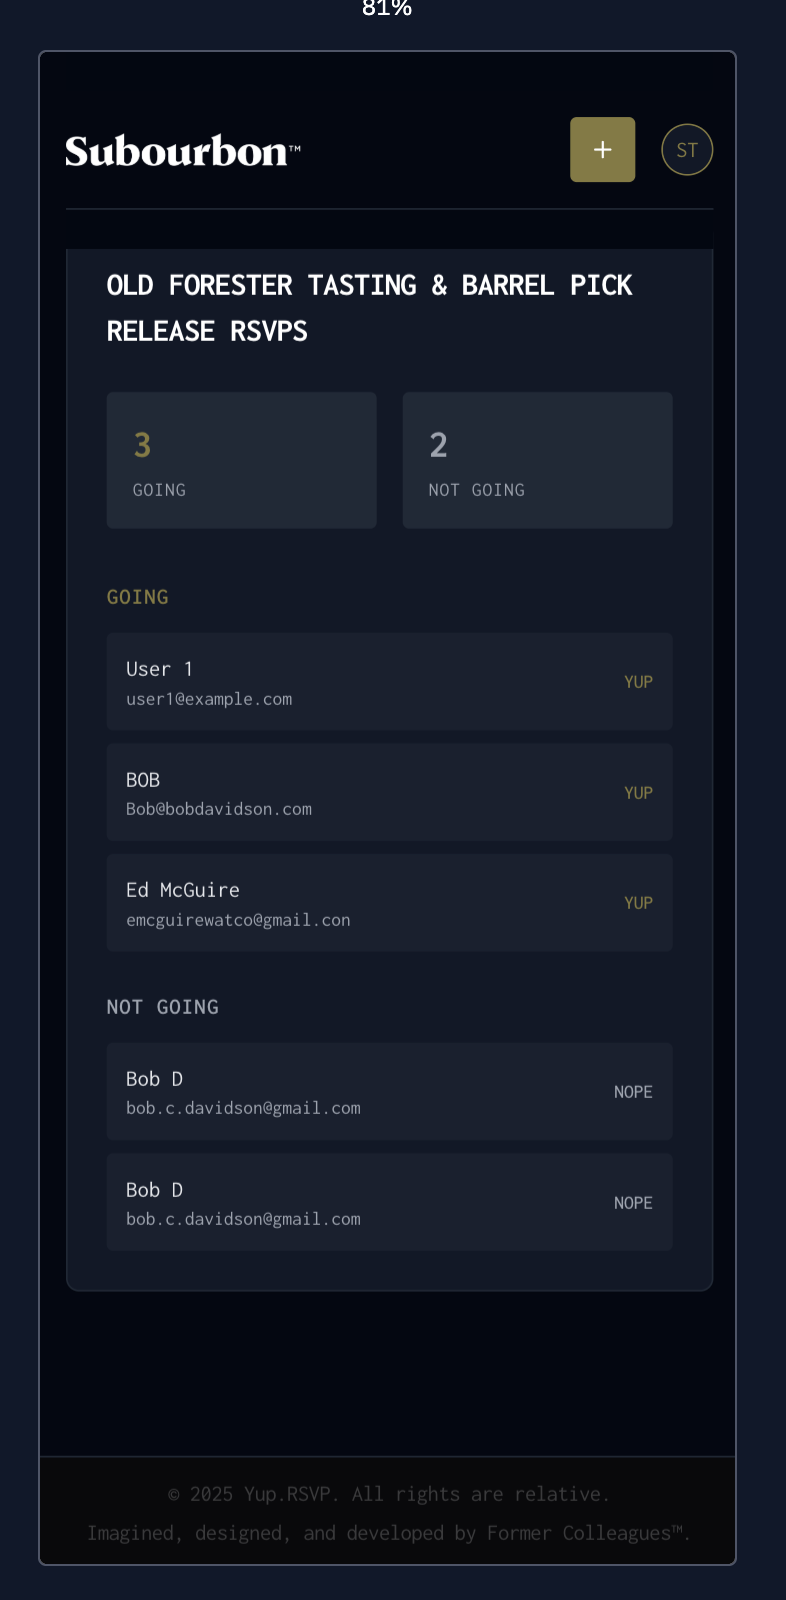 81%
Subourbon™
+
ST
OLD FORESTER TASTING & BARREL PICK
RELEASE RSVPS
3
GOING
2
NOT GOING
GOING
User 1
user1@example.com
YUP
BOB
Bob@bobdavidson.com
YUP
Ed McGuire
emcguirewatco@gmail.con
YUP
NOT GOING
Bob D
bob.c.davidson@gmail.com
NOPE
Bob D
bob.c.davidson@gmail.com
NOPE
© 2025 Yup.RSVP. All rights are relative.
Imagined, designed, and developed by Former Colleagues™.